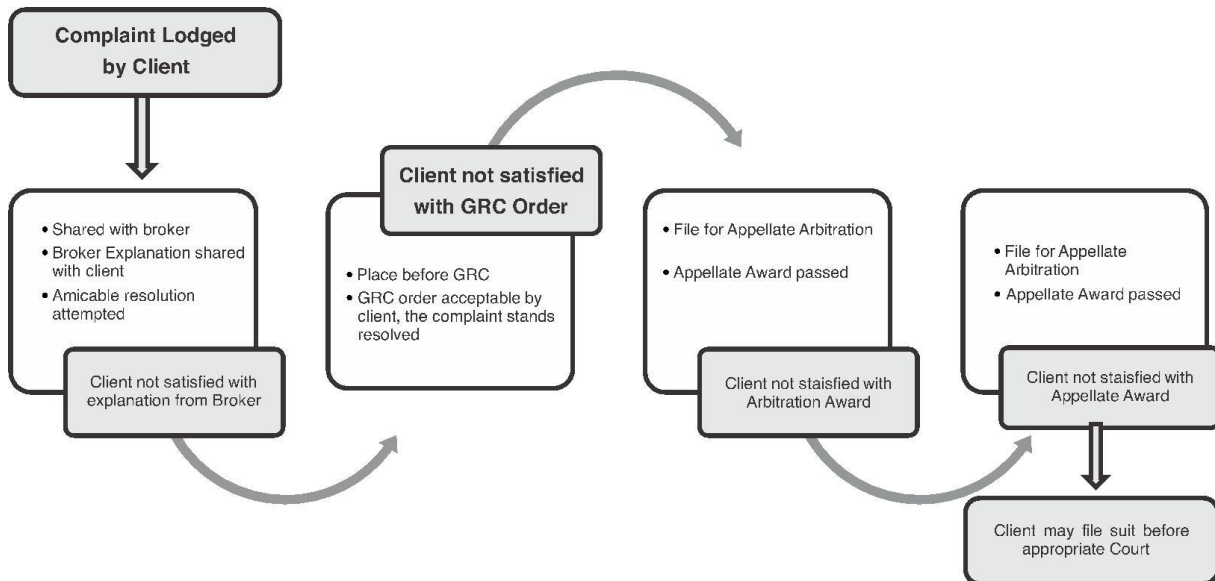 Complaint Lodged
by Client
• Shared with broker
• Broker Explanation shared
with client
• Amicable resolution
attempted
Client not satisfied with
explanation from Broker
Client not satisfied
with GRC Order
• Place before GRC
• GRC order acceptable by
client, the complaint stands
resolved
• File for Appellate Arbitration
• Appellate Award passed
Client not staisfied with
Arbitration Award
• File for Appellate
Arbitration
• Appellate Award passed
Client not staisfied with
Appellate Award
Client may file suit before
appropriate Court